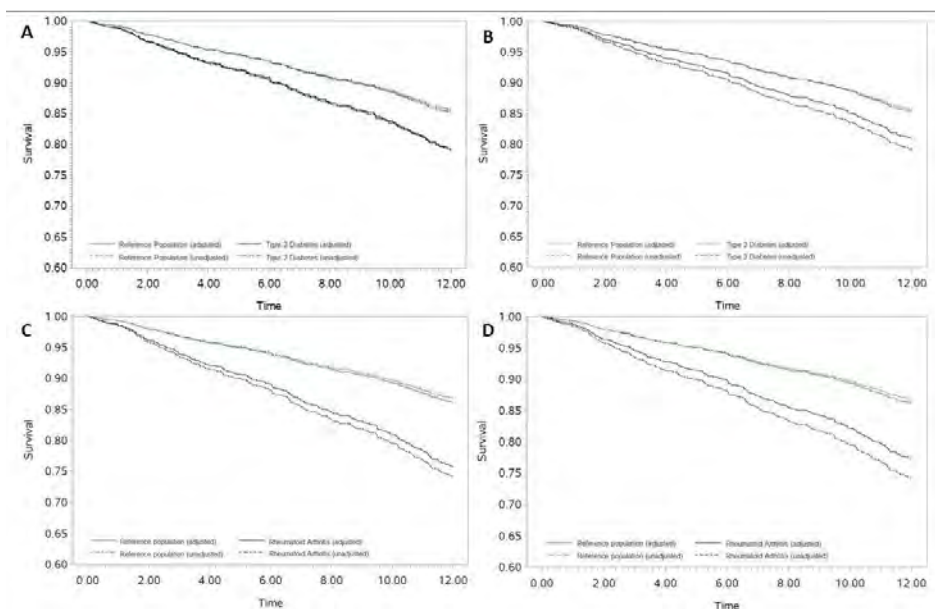 A
1.00
0.95
0.90
0.85
0.80
0.75
0.70
0.65
0.60
Survival
Reference Population (adjusted)
Type 2 Diabetes (adjusted)
Reference Population (unadjusted)
Type 2 Diabetes (unadjusted)
0.00 2.00 4.00 6.00 8.00 10.00 12.00
Time
B
1.00
0.95
0.90
0.85
0.80
0.75
0.70
0.65
0.60
Survival
Reference Population (adjusted)
Type 2 Diabetes (adjusted)
Reference Population (unadjusted)
Type 2 Diabetes (unadjusted)
0.00 2.00 4.00 6.00 8.00 10.00 12.00
Time
C
1.00
0.95
0.90
0.85
0.80
0.75
0.70
0.65
0.60
Survival
Reference population (adjusted)
Rheumatoid Arthritis (adjusted)
Reference population (unadjusted)
Rheumatoid Arthritis (unadjusted)
0.00 2.00 4.00 6.00 8.00 10.00 12.00
Time
D
1.00
0.95
0.90
0.85
0.80
0.75
0.70
0.65
0.60
Survival
Reference population (adjusted)
Rheumatoid Arthritis (adjusted)
Reference population (unadjusted)
Rheumatoid Arthritis (unadjusted)
0.00 2.00 4.00 6.00 8.00 10.00 12.00
Time